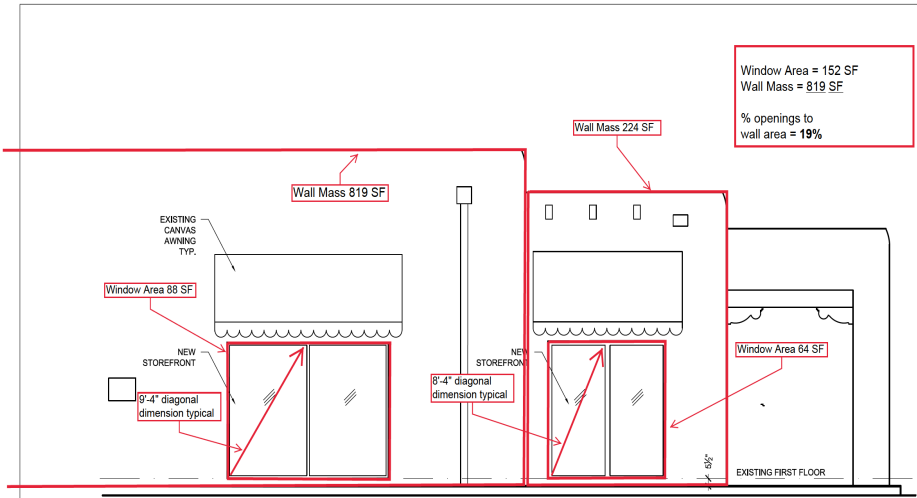 Window Area = 152 SF
Wall Mass = 819 SF
% openings to
wall area = 19%
Wall Mass 224 SF
Wall Mass 819 SF
EXISTING
CANVAS
AWNING
TYP.
Window Area 88 SF
NEW
STOREFRONT
9'-4" diagonal
dimension typical
NEW
STOREFRONT
8'-4" diagonal
dimension typical
Window Area 64 SF
5½"
EXISTING FIRST FLOOR